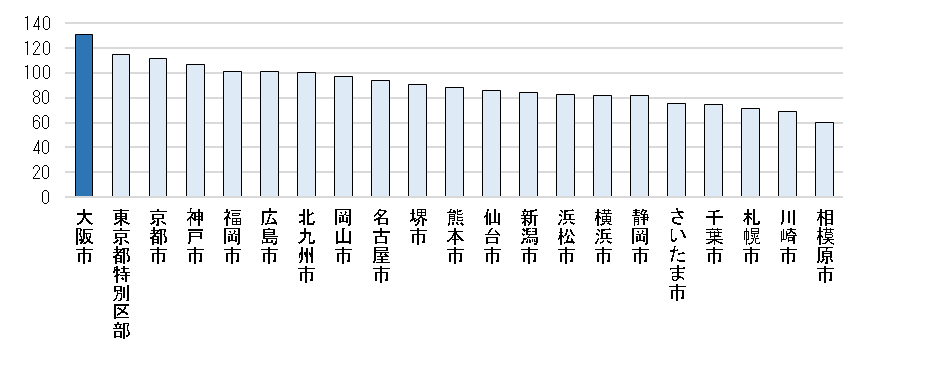 140
120
100
80
60
40
20
0
大阪市
東京都特別区部
京都市
神戸市
福岡市
広島市
北九州市
岡山市
名古屋市
堺市
熊本市
仙台市
新潟市
浜松市
横浜市
静岡市
さいたま市
千葉市
札幌市
川崎市
相模原市